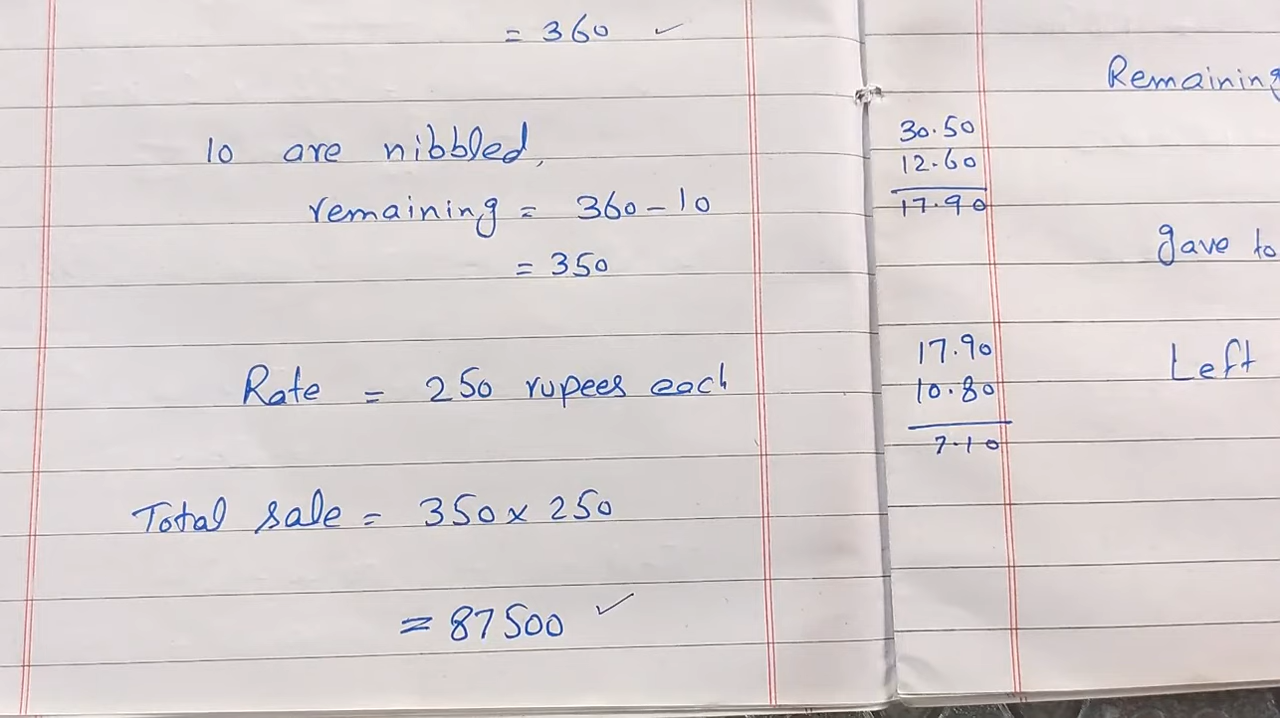 = 360 ✓
10 are nibbled,
remaining = 360 - 10
= 350
Rate = 250 rupees each
Total sale = 350 x 250
= 87500 ✓
Remaining
30.50
12.60
17.90
gave to
17.90
10.80
7.10
Left